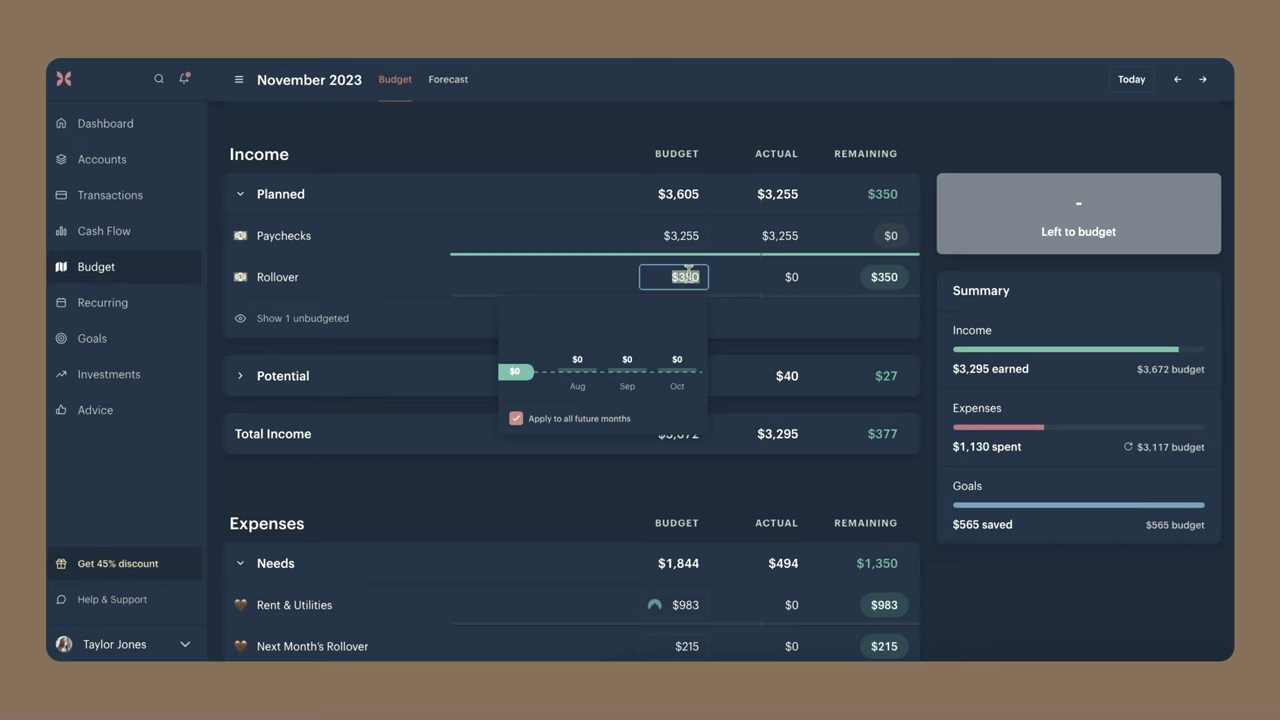 November 2023 Budget Forecast Today
Dashboard
Accounts
Transactions
Cash Flow
Budget
Recurring
Goals
Investments
Advice
Get 45% discount
Help & Support
Taylor Jones
Income BUDGET ACTUAL REMAINING
Planned $3,605 $3,255 $350
Paychecks $3,255 $3,255 $0
Rollover $350 $0 $350
Show 1 unbudgeted
$0 $0 $0 $0
Aug Sep Oct
Apply to all future months
Potential $40 $27
Total Income $3,672 $3,295 $377
Expenses BUDGET ACTUAL REMAINING
Needs $1,844 $494 $1,350
Rent & Utilities $983 $0 $983
Next Month's Rollover $215 $0 $215
-
Left to budget
Summary
Income
$3,295 earned $3,672 budget
Expenses
$1,130 spent $3,117 budget
Goals
$565 saved $565 budget